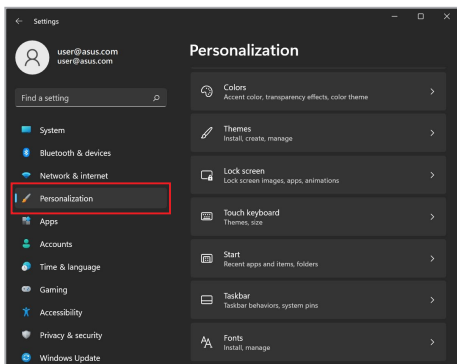 Settings
user@asus.com
user@asus.com
Find a setting
System
Bluetooth & devices
Network & internet
Personalization
Apps
Accounts
Time & language
Gaming
Accessibility
Privacy & security
Windows Update
Personalization
Colors
Accent color, transparency effects, color theme
Themes
Install, create, manage
Lock screen
Lock screen images, apps, animations
Touch keyboard
Themes, size
Start
Recent apps and items, folders
Taskbar
Taskbar behaviors, system pins
Fonts
Install, manage